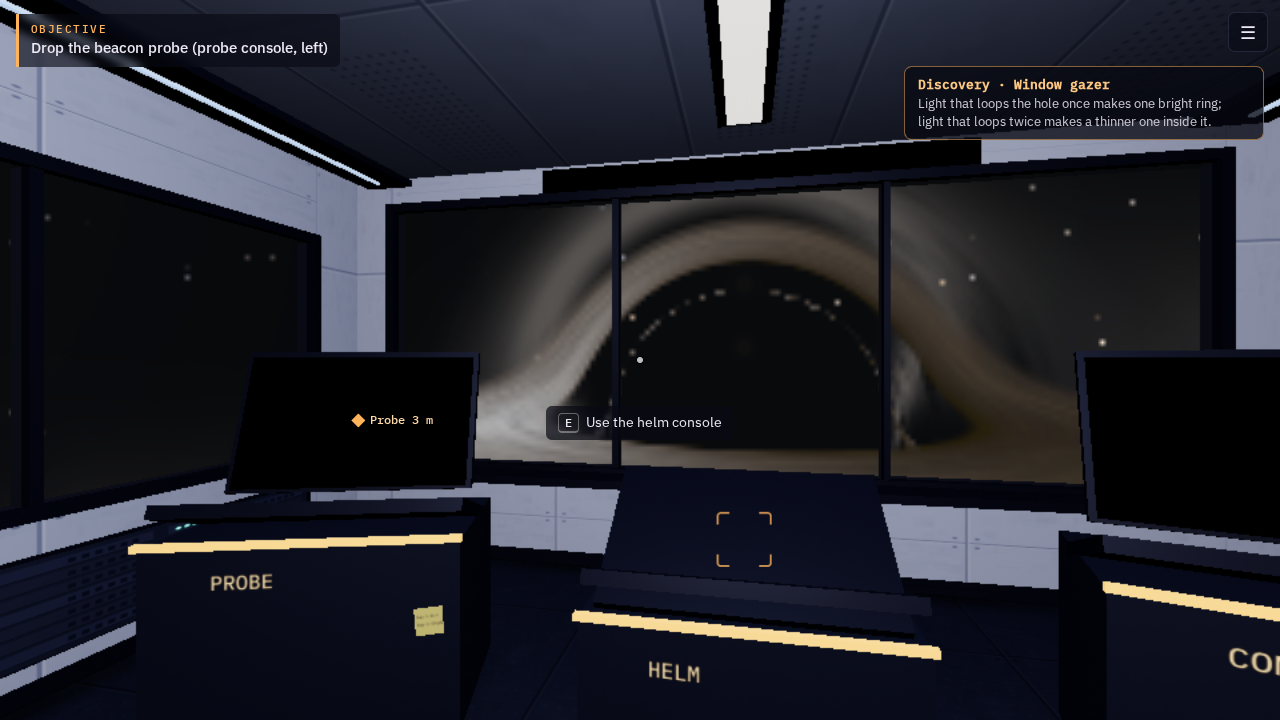 OBJECTIVE
Drop the beacon probe (probe console, left)
☰
Discovery · Window gazer
Light that loops the hole once makes one bright ring;
light that loops twice makes a thinner one inside it.
Probe 3 m
E Use the helm console
PROBE
HELM